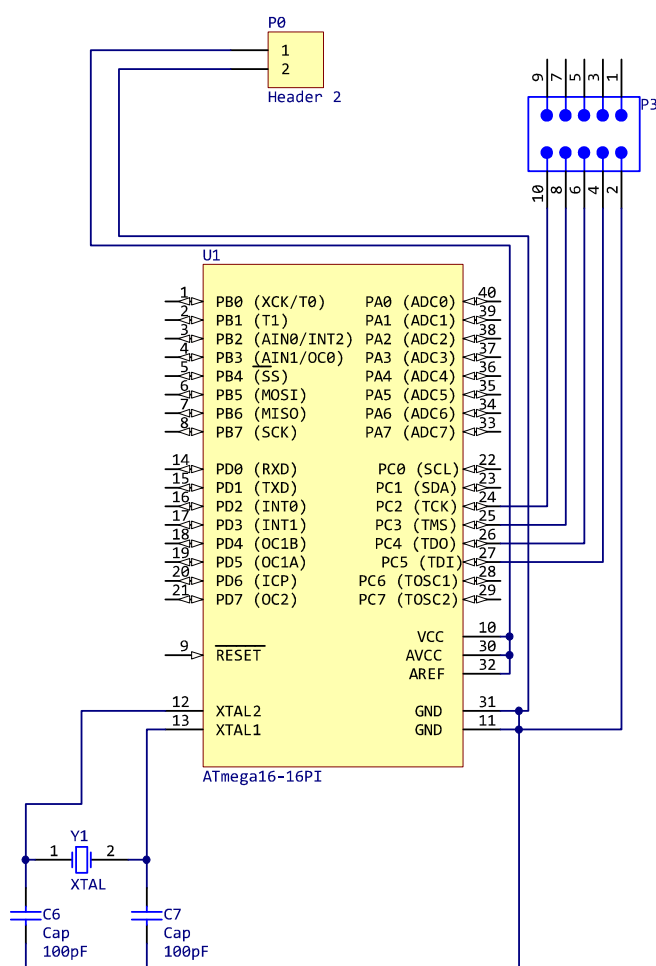 P0
1
2
Header 2
9 7 5 3 1
P3
10 8 6 4 2
U1
1 PB0 (XCK/T0) PA0 (ADC0) 40
2 PB1 (T1) PA1 (ADC1) 39
3 PB2 (AIN0/INT2) PA2 (ADC2) 38
4 PB3 (AIN1/OC0) PA3 (ADC3) 37
5 PB4 (SS) PA4 (ADC4) 36
6 PB5 (MOSI) PA5 (ADC5) 35
7 PB6 (MISO) PA6 (ADC6) 34
8 PB7 (SCK) PA7 (ADC7) 33
14 PD0 (RXD) PC0 (SCL) 22
15 PD1 (TXD) PC1 (SDA) 23
16 PD2 (INT0) PC2 (TCK) 24
17 PD3 (INT1) PC3 (TMS) 25
18 PD4 (OC1B) PC4 (TDO) 26
19 PD5 (OC1A) PC5 (TDI) 27
20 PD6 (ICP) PC6 (TOSC1) 28
21 PD7 (OC2) PC7 (TOSC2) 29
VCC 10
9 RESET AVCC 30
AREF 32
12 XTAL2 GND 31
13 XTAL1 GND 11
ATmega16-16PI
Y1
1 2
XTAL
C6 C7
Cap Cap
100pF 100pF